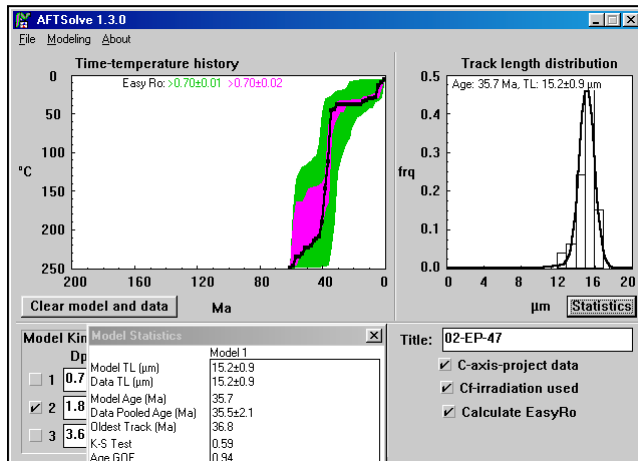 AFTSolve 1.3.0
File Modeling About
Time-temperature history
Easy Ro: >0.70±0.01 >0.70±0.02
0
50
100
°C
150
200
250
200 160 120 80 40 0
Clear model and data
Ma
Track length distribution
Age: 35.7 Ma, TL: 15.2±0.9 µm
0.5
0.4
0.3
frq
0.2
0.1
0.0
0 4 8 12 16 20
µm
Statistics
Model Kin
Dp
1 0.7
2 1.8
3 3.6
Model Statistics
Model 1
Model TL (µm) 15.2±0.9
Data TL (µm) 15.2±0.9
Model Age (Ma) 35.7
Data Pooled Age (Ma) 35.5±2.1
Oldest Track (Ma) 36.8
K-S Test 0.59
Age GOF 0.94
Title: 02-EP-47
C-axis-project data
Cf-irradiation used
Calculate EasyRo